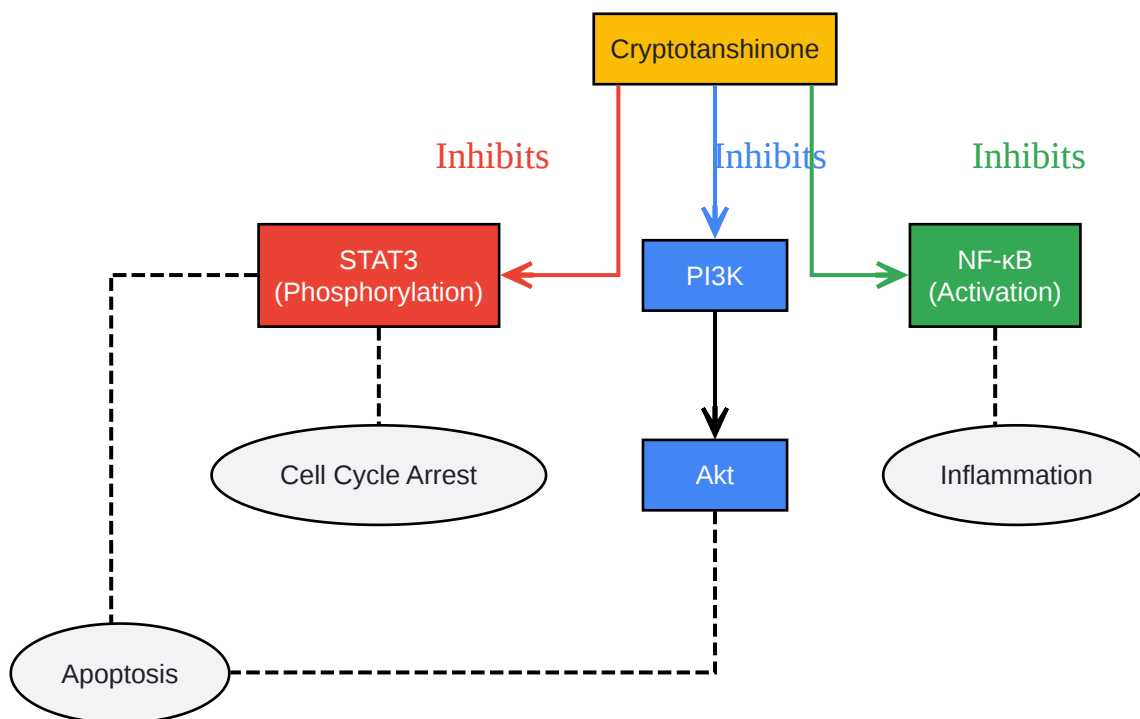 Cryptotanshinone
Inhibits
Inhibits
Inhibits
STAT3
(Phosphorylation)
PI3K
NF-κB
(Activation)
Cell Cycle Arrest
Akt
Inflammation
Apoptosis